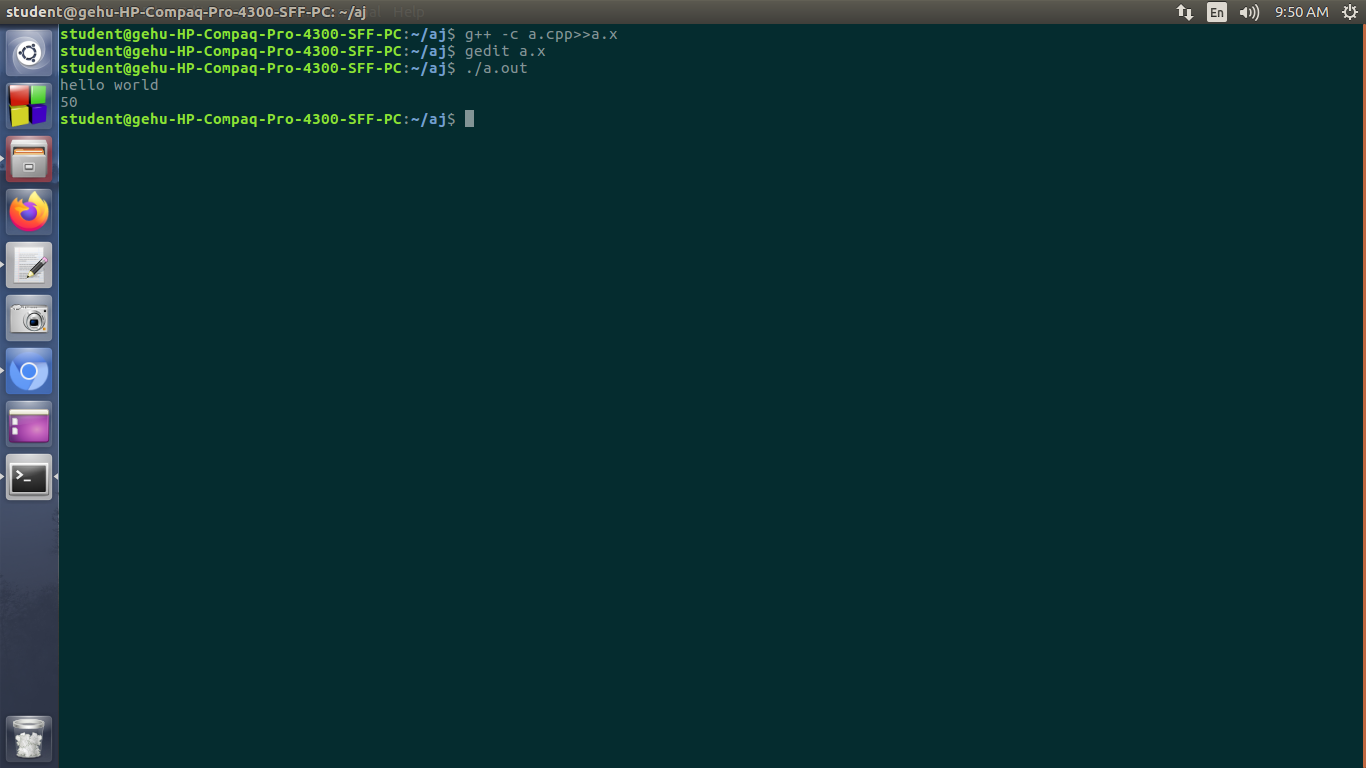 student@gehu-HP-Compaq-Pro-4300-SFF-PC: ~/aj Help
En 9:50 AM
student@gehu-HP-Compaq-Pro-4300-SFF-PC:~/aj$ g++ -c a.cpp>>a.x
student@gehu-HP-Compaq-Pro-4300-SFF-PC:~/aj$ gedit a.x
student@gehu-HP-Compaq-Pro-4300-SFF-PC:~/aj$ ./a.out
hello world
50
student@gehu-HP-Compaq-Pro-4300-SFF-PC:~/aj$